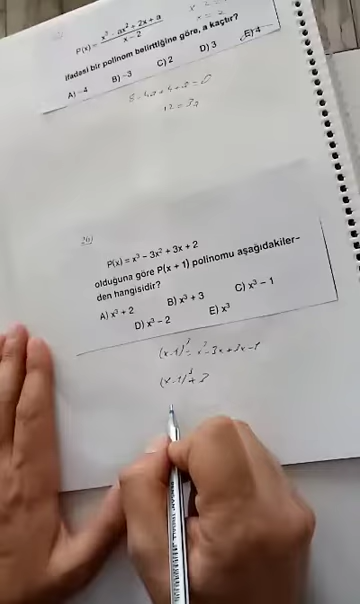 P(x) = x³ - ax² + 2x + a / x - 2
ifadesi bir polinom belirttiğine göre, a kaçtır?
A) -4 B) -3 C) 2 D) 3 E) 4
8 - 4a + 4 + a = 0
12 = 3a
20)
P(x) = x³ - 3x² + 3x + 2
olduğuna göre P(x + 1) polinomu aşağıdakiler-
den hangisidir?
A) x³ + 2 B) x³ + 3 C) x³ - 1
D) x³ - 2 E) x³
(x-1)³ = x³ - 3x + 3x - 1
(x-1)³ + 3